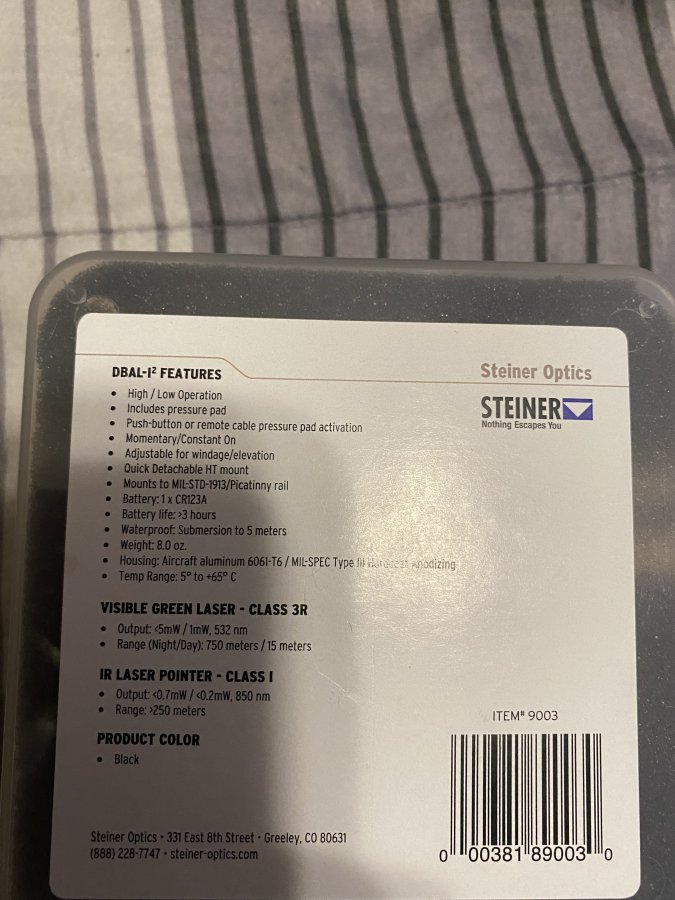 DBAL-I² FEATURES
• High / Low Operation
• Includes pressure pad
• Push-button or remote cable pressure pad activation
• Momentary/Constant On
• Adjustable for windage/elevation
• Quick Detachable HT mount
• Mounts to MIL-STD-1913/Picatinny rail
• Battery: 1 x CR123A
• Battery life: >3 hours
• Waterproof: Submersion to 5 meters
• Weight: 8.0 oz.
• Housing: Aircraft aluminum 6061-T6 / MIL-SPEC Type III Hardcoat Anodizing
• Temp Range: 5° to +65° C
VISIBLE GREEN LASER - CLASS 3R
• Output: <5mW / 1mW, 532 nm
• Range (Night/Day): 750 meters / 15 meters
IR LASER POINTER - CLASS I
• Output: <0.7mW / <0.2mW, 850 nm
• Range: >250 meters
PRODUCT COLOR
• Black
Steiner Optics • 331 East 8th Street • Greeley, CO 80631
(888) 228-7747 • steiner-optics.com
Steiner Optics
STEINER
Nothing Escapes You
ITEM# 9003
0 00381 89003 0